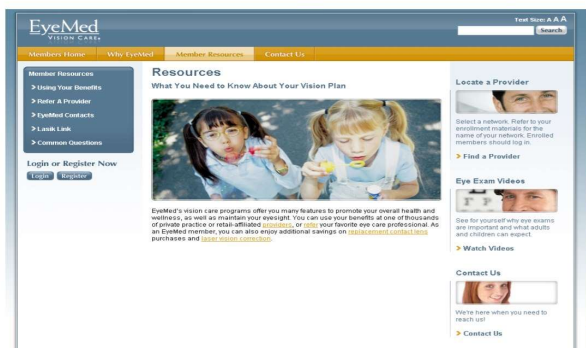 EyeMed
VISION CARE®
Text Size: A A A
Search
Members Home
Why EyeMed
Member Resources
Contact Us
Member Resources
> Using Your Benefits
> Refer A Provider
> EyeMed Contacts
> Lasik Link
> Common Questions
Login or Register Now
Login
Register
Resources
What You Need to Know About Your Vision Plan
EyeMed's vision care programs offer you many features to promote your overall health and
wellness, as well as maintain your eyesight. You can use your benefits at one of thousands
of private practice or retail-affiliated providers, or refer your favorite eye care professional. As
an EyeMed member, you can also enjoy additional savings on replacement contact lens
purchases and laser vision correction.
Locate a Provider
Select a network. Refer to your
enrollment materials for the
name of your network. Enrolled
members should log in.
> Find a Provider
Eye Exam Videos
See for yourself why eye exams
are important and what adults
and children can expect.
> Watch Videos
Contact Us
We're here when you need to
reach us!
> Contact Us